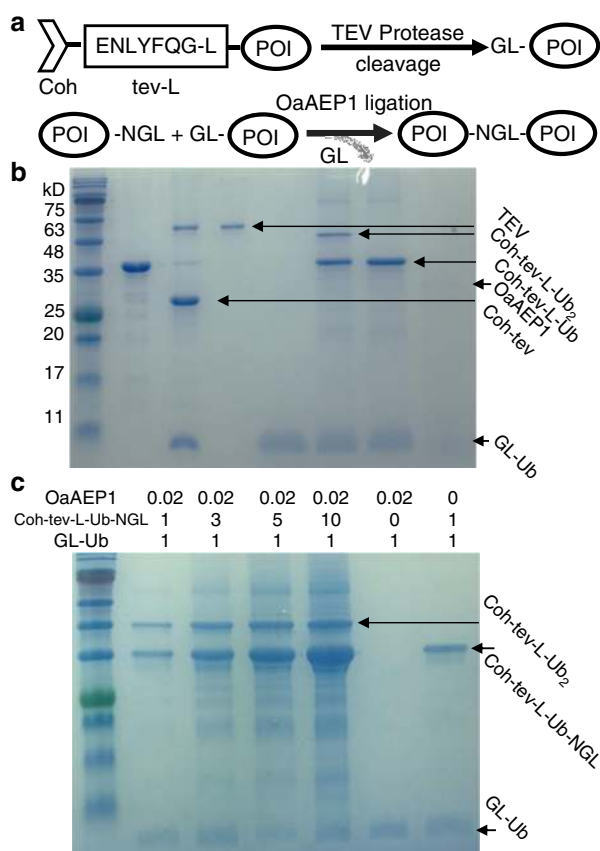 a
ENLYFQG-L POI TEV Protease cleavage GL- POI
Coh tev-L
POI -NGL + GL- POI OaAEP1 ligation GL POI -NGL- POI
b
kD
75
63
48
35
25
20
17
11
TEV
Coh-tev-L-Ub2
Coh-tev-L-Ub
OaAEP1
Coh-tev
GL-Ub
c
OaAEP1 0.02 0.02 0.02 0.02 0.02 0
Coh-tev-L-Ub-NGL 1 3 5 10 0 1
GL-Ub 1 1 1 1 1 1
Coh-tev-L-Ub2
Coh-tev-L-Ub-NGL
GL-Ub